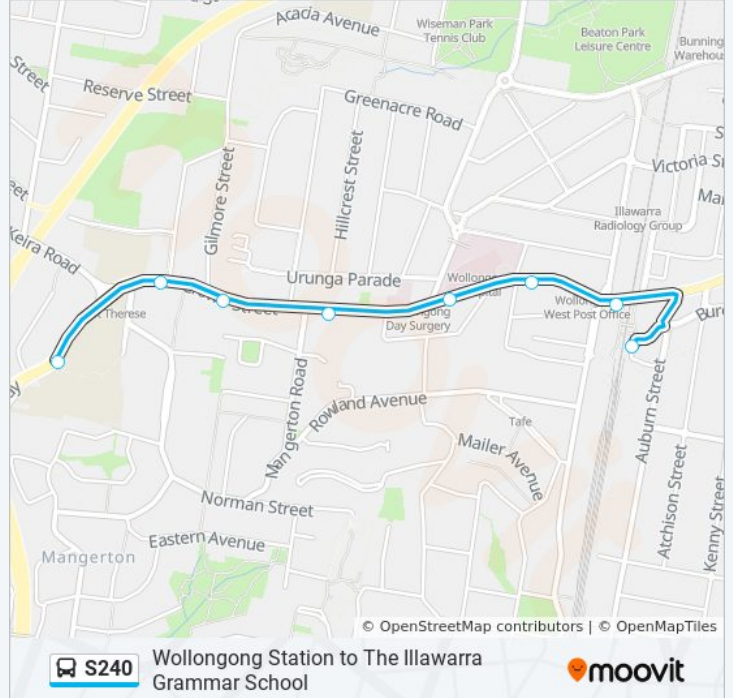 Acacia Avenue
Wiseman Park
Tennis Club
Beaton Park
Leisure Centre
Bunning
Warehou
Street
Reserve Street
Greenacre Road
Victoria S
Gilmore Street
Hillcrest Street
Illawarra
Radiology Group
Keira Road
Urunga Parade
West Post Office
Day Surgery
Therese
Auburn Street
Mangerton Road
Rowland Avenue
Tafe
Mailer Avenue
Atchison Street
Kenny Street
Norman Street
Eastern Avenue
Mangerton
© OpenStreetMap contributors | © OpenMapTiles
S240
Wollongong Station to The Illawarra
Grammar School
moovit